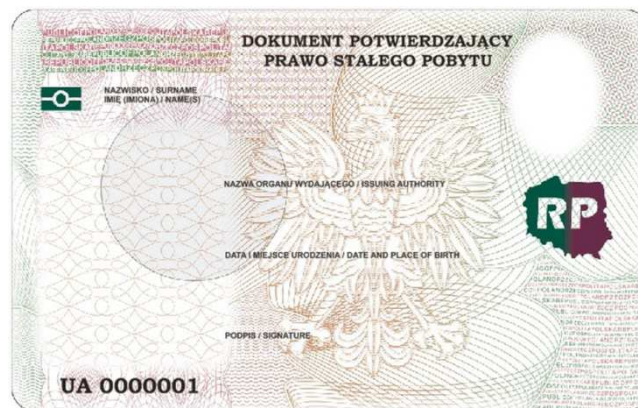 DOKUMENT POTWIERDZAJĄCY
PRAWO STAŁEGO POBYTU
NAZWISKO / SURNAME
IMIĘ (IMIONA) / NAME(S)
NAZWA ORGANU WYDAJĄCEGO / ISSUING AUTHORITY
RP
DATA I MIEJSCE URODZENIA / DATE AND PLACE OF BIRTH
PODPIS / SIGNATURE
UA 0000001